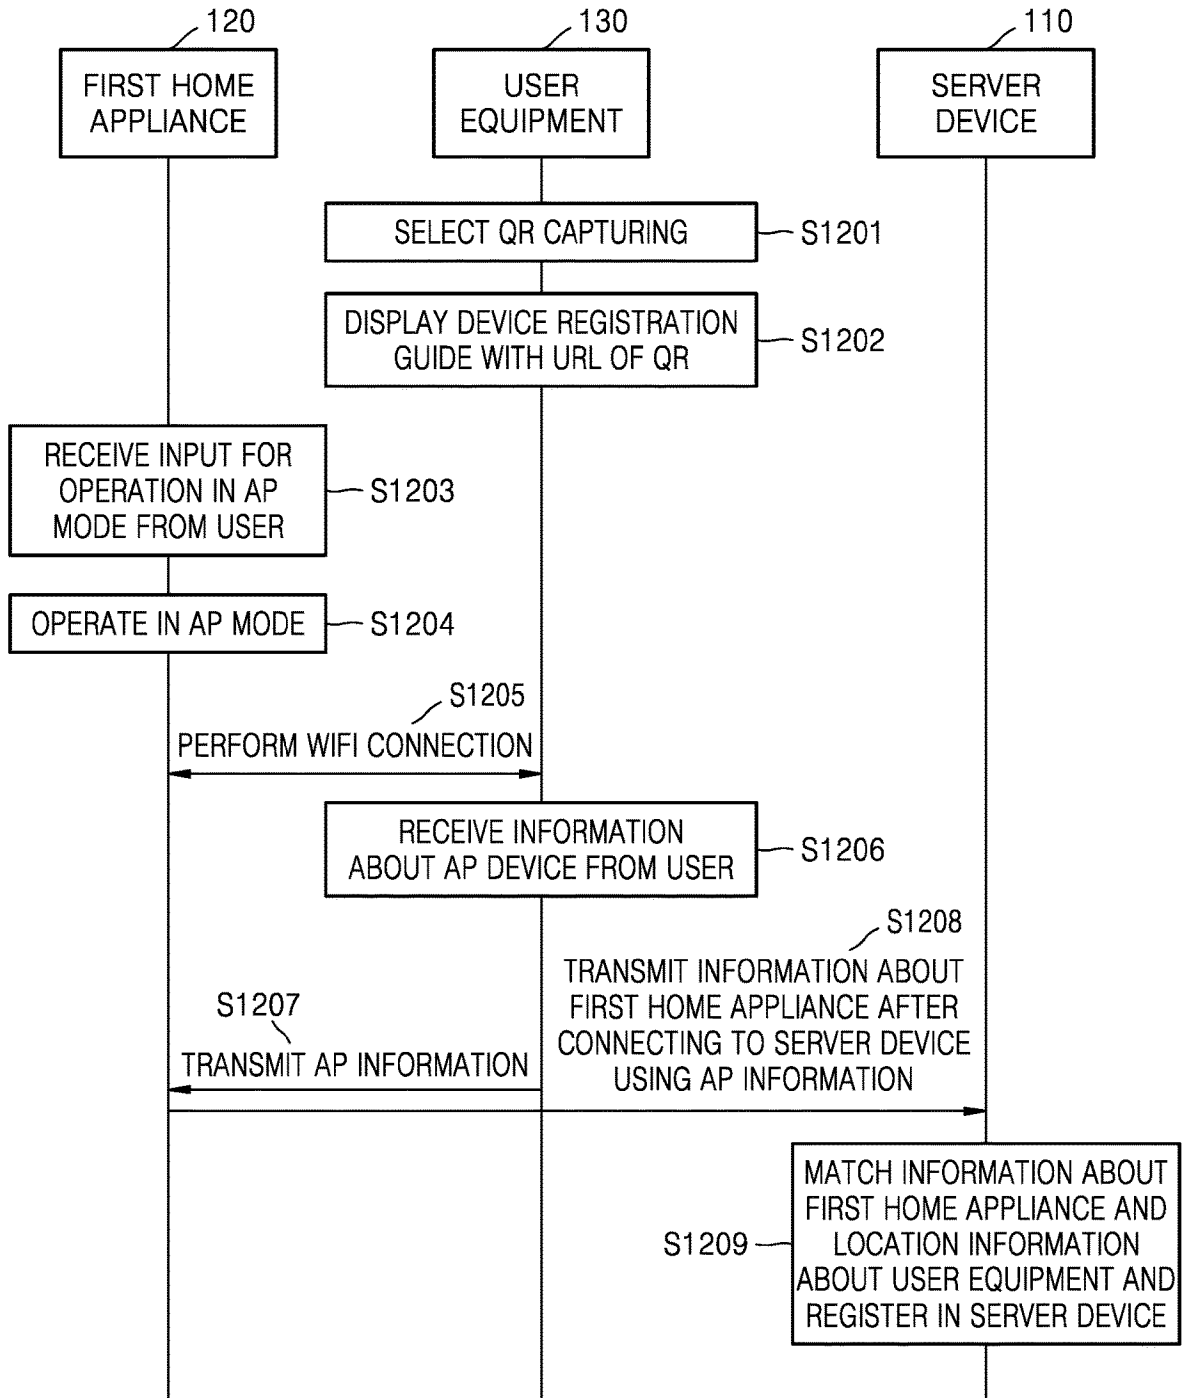 120
130
110
FIRST HOME
APPLIANCE
USER
EQUIPMENT
SERVER
DEVICE
SELECT QR CAPTURING
S1201
DISPLAY DEVICE REGISTRATION
GUIDE WITH URL OF QR
S1202
RECEIVE INPUT FOR
OPERATION IN AP
MODE FROM USER
S1203
OPERATE IN AP MODE
S1204
S1205
PERFORM WIFI CONNECTION
RECEIVE INFORMATION
ABOUT AP DEVICE FROM USER
S1206
S1207
TRANSMIT AP INFORMATION
S1208
TRANSMIT INFORMATION ABOUT
FIRST HOME APPLIANCE AFTER
CONNECTING TO SERVER DEVICE
USING AP INFORMATION
S1209
MATCH INFORMATION ABOUT
FIRST HOME APPLIANCE AND
LOCATION INFORMATION
ABOUT USER EQUIPMENT AND
REGISTER IN SERVER DEVICE